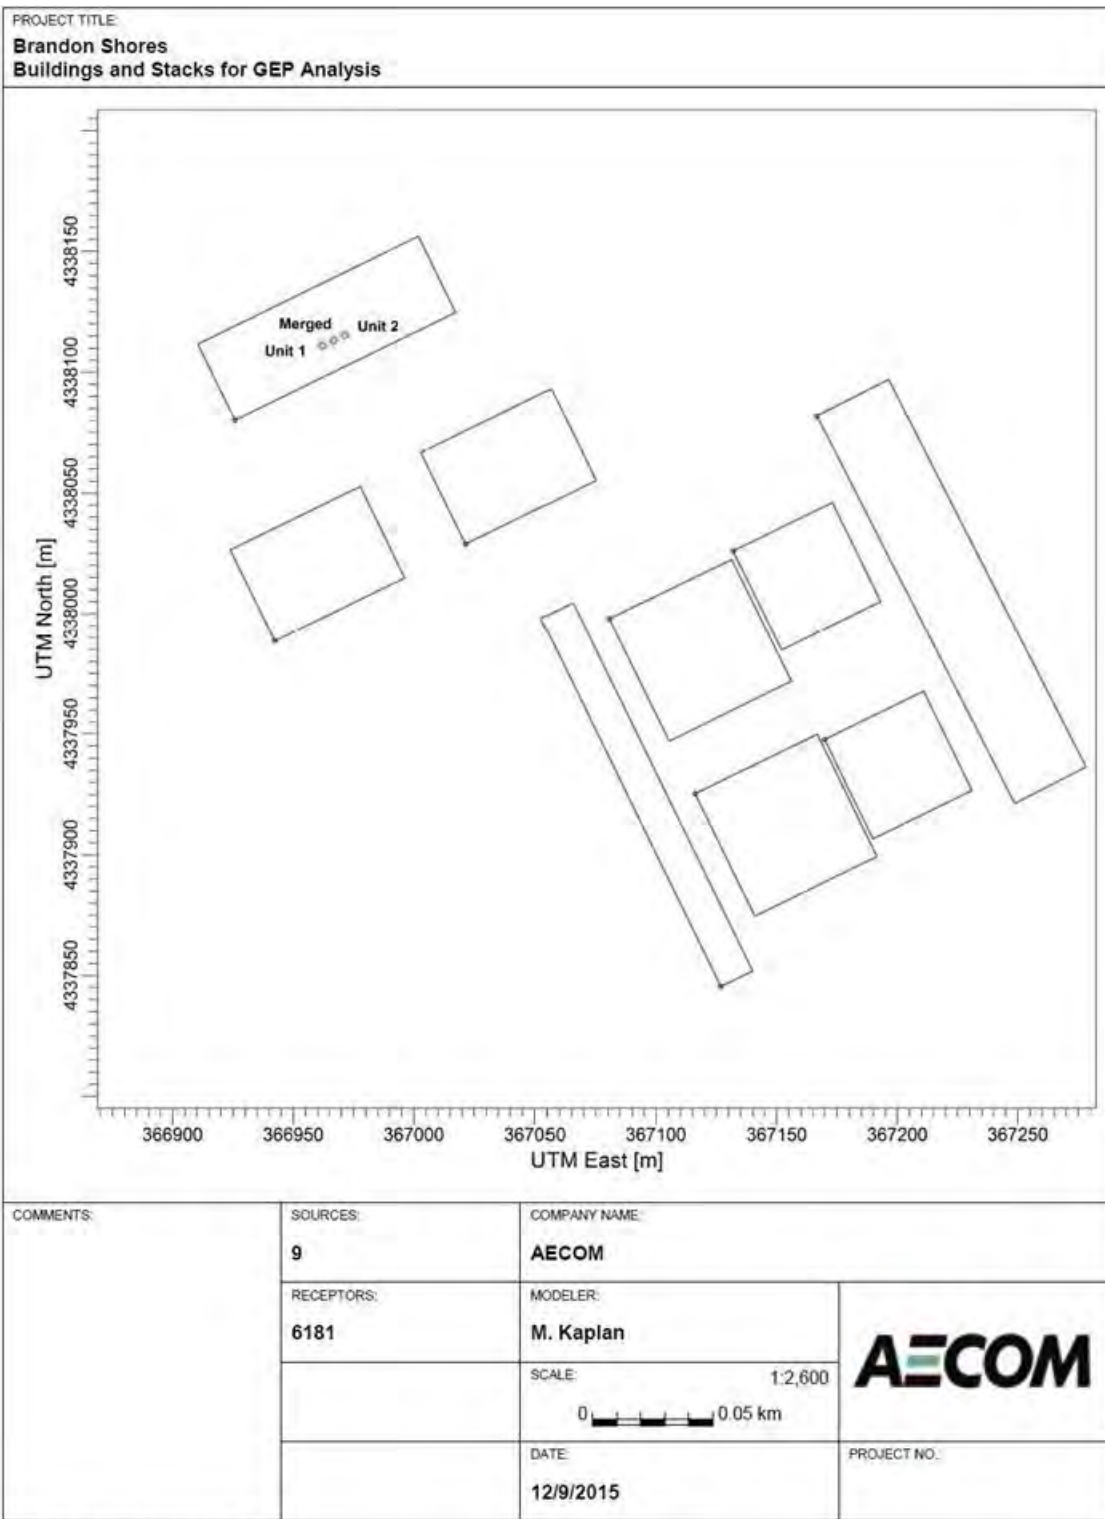 PROJECT TITLE:
Brandon Shores
Buildings and Stacks for GEP Analysis
UTM North [m]
4338150
4338100
4338050
4338000
4337950
4337900
4337850
Merged
Unit 2
Unit 1
366900 366950 367000 367050 367100 367150 367200 367250
UTM East [m]
COMMENTS:
SOURCES:
9
COMPANY NAME:
AECOM
RECEPTORS:
6181
MODELER:
M. Kaplan
SCALE: 1:2,600
0 0.05 km
AECOM
DATE:
12/9/2015
PROJECT NO.: